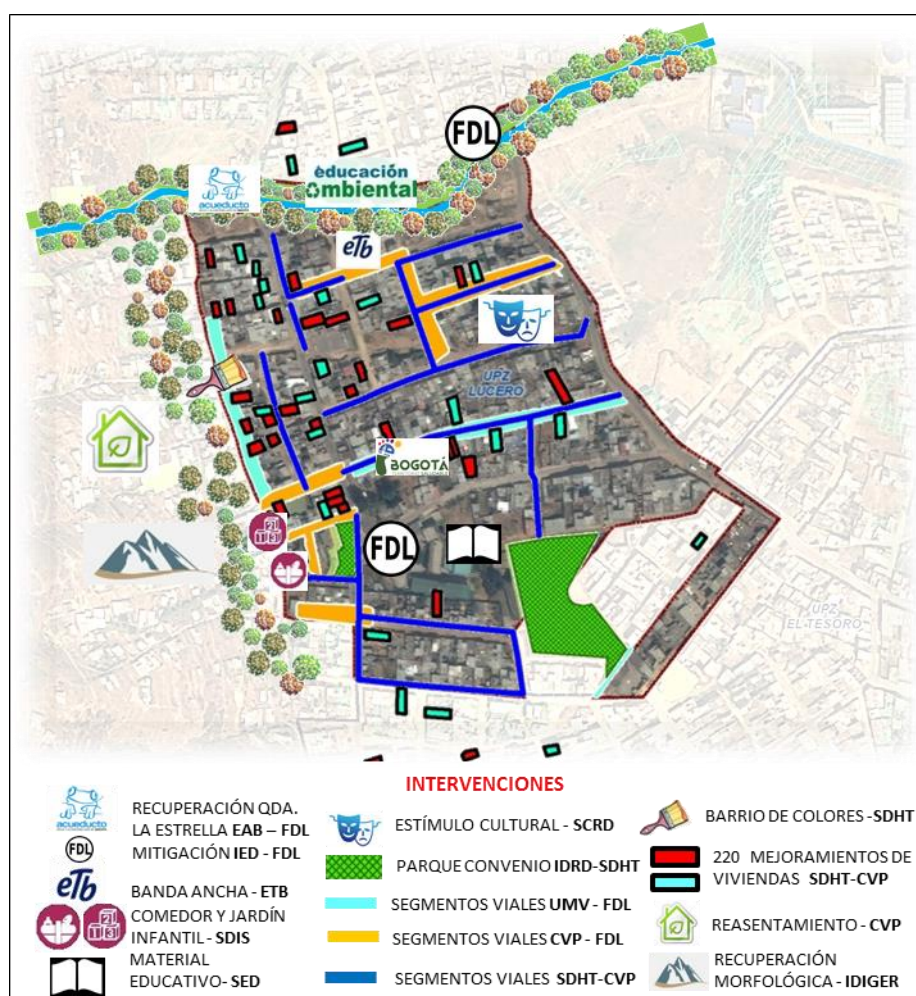 FDL
acueducto
educación
ambiental
eTb
UPZ
LUCERO
BOGOTÁ
FDL
UPZ
EL TESORO
INTERVENCIONES
acueducto
RECUPERACIÓN QDA.
LA ESTRELLA EAB – FDL
FDL
MITIGACIÓN IED - FDL
eTb
BANDA ANCHA - ETB
COMEDOR Y JARDÍN
INFANTIL - SDIS
MATERIAL
EDUCATIVO- SED
ESTÍMULO CULTURAL - SCRD
PARQUE CONVENIO IDRD-SDHT
SEGMENTOS VIALES UMV - FDL
SEGMENTOS VIALES CVP - FDL
SEGMENTOS VIALES SDHT-CVP
BARRIO DE COLORES -SDHT
220 MEJORAMIENTOS DE
VIVIENDAS SDHT-CVP
REASENTAMIENTO - CVP
RECUPERACIÓN
MORFOLÓGICA - IDIGER